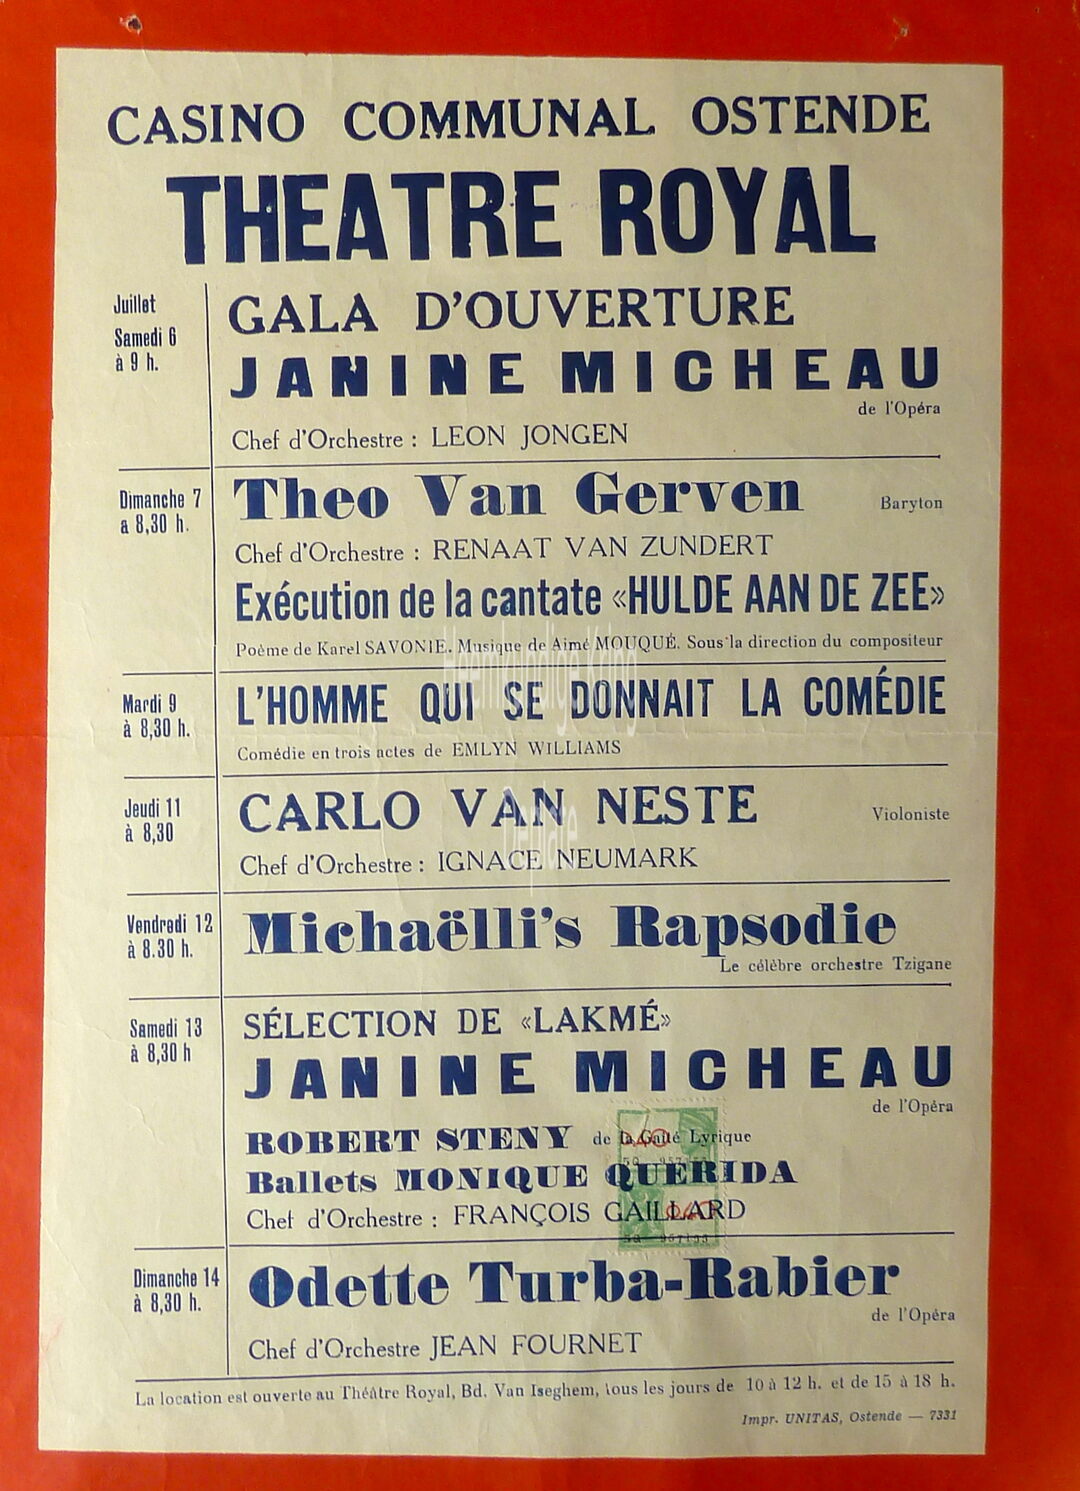 CASINO COMMUNAL OSTENDE
THEATRE ROYAL
Juillet
Samedi 6
à 9 h.
GALA D'OUVERTURE
JANINE MICHEAU
de l'Opéra
Chef d'Orchestre : LEON JONGEN
Dimanche 7
a 8,30 h.
Theo Van Gerven
Baryton
Chef d'Orchestre : RENAAT VAN ZUNDERT
Exécution de la cantate «HULDE AAN DE ZEE»
Poème de Karel SAVONIE. Musique de Aimé MOUQUÉ. Sous la direction du compositeur
Mardi 9
à 8,30 h.
L'HOMME QUI SE DONNAIT LA COMÉDIE
Comédie en trois actes de EMLYN WILLIAMS
Heemkundige Kring
De Plate
Jeudi 11
à 8,30
CARLO VAN NESTE
Violoniste
Chef d'Orchestre : IGNACE NEUMARK
Vendredi 12
à 8.30 h.
Michaëlli's Rapsodie
Le célèbre orchestre Tzigane
Samedi 13
à 8,30 h
SÉLECTION DE «LAKMÉ»
JANINE MICHEAU
de l'Opéra
ROBERT STENY de la Gaîté Lyrique
Ballets MONIQUE QUERIDA
Chef d'Orchestre : FRANÇOIS GAILLARD
Dimanche 14
à 8,30 h.
Odette Turba-Rabier
de l'Opéra
Chef d'Orchestre JEAN FOURNET
La location est ouverte au Théâtre Royal, Bd. Van Iseghem, tous les jours de 10 à 12 h. et de 15 à 18 h.
Impr. UNITAS, Ostende — 7331